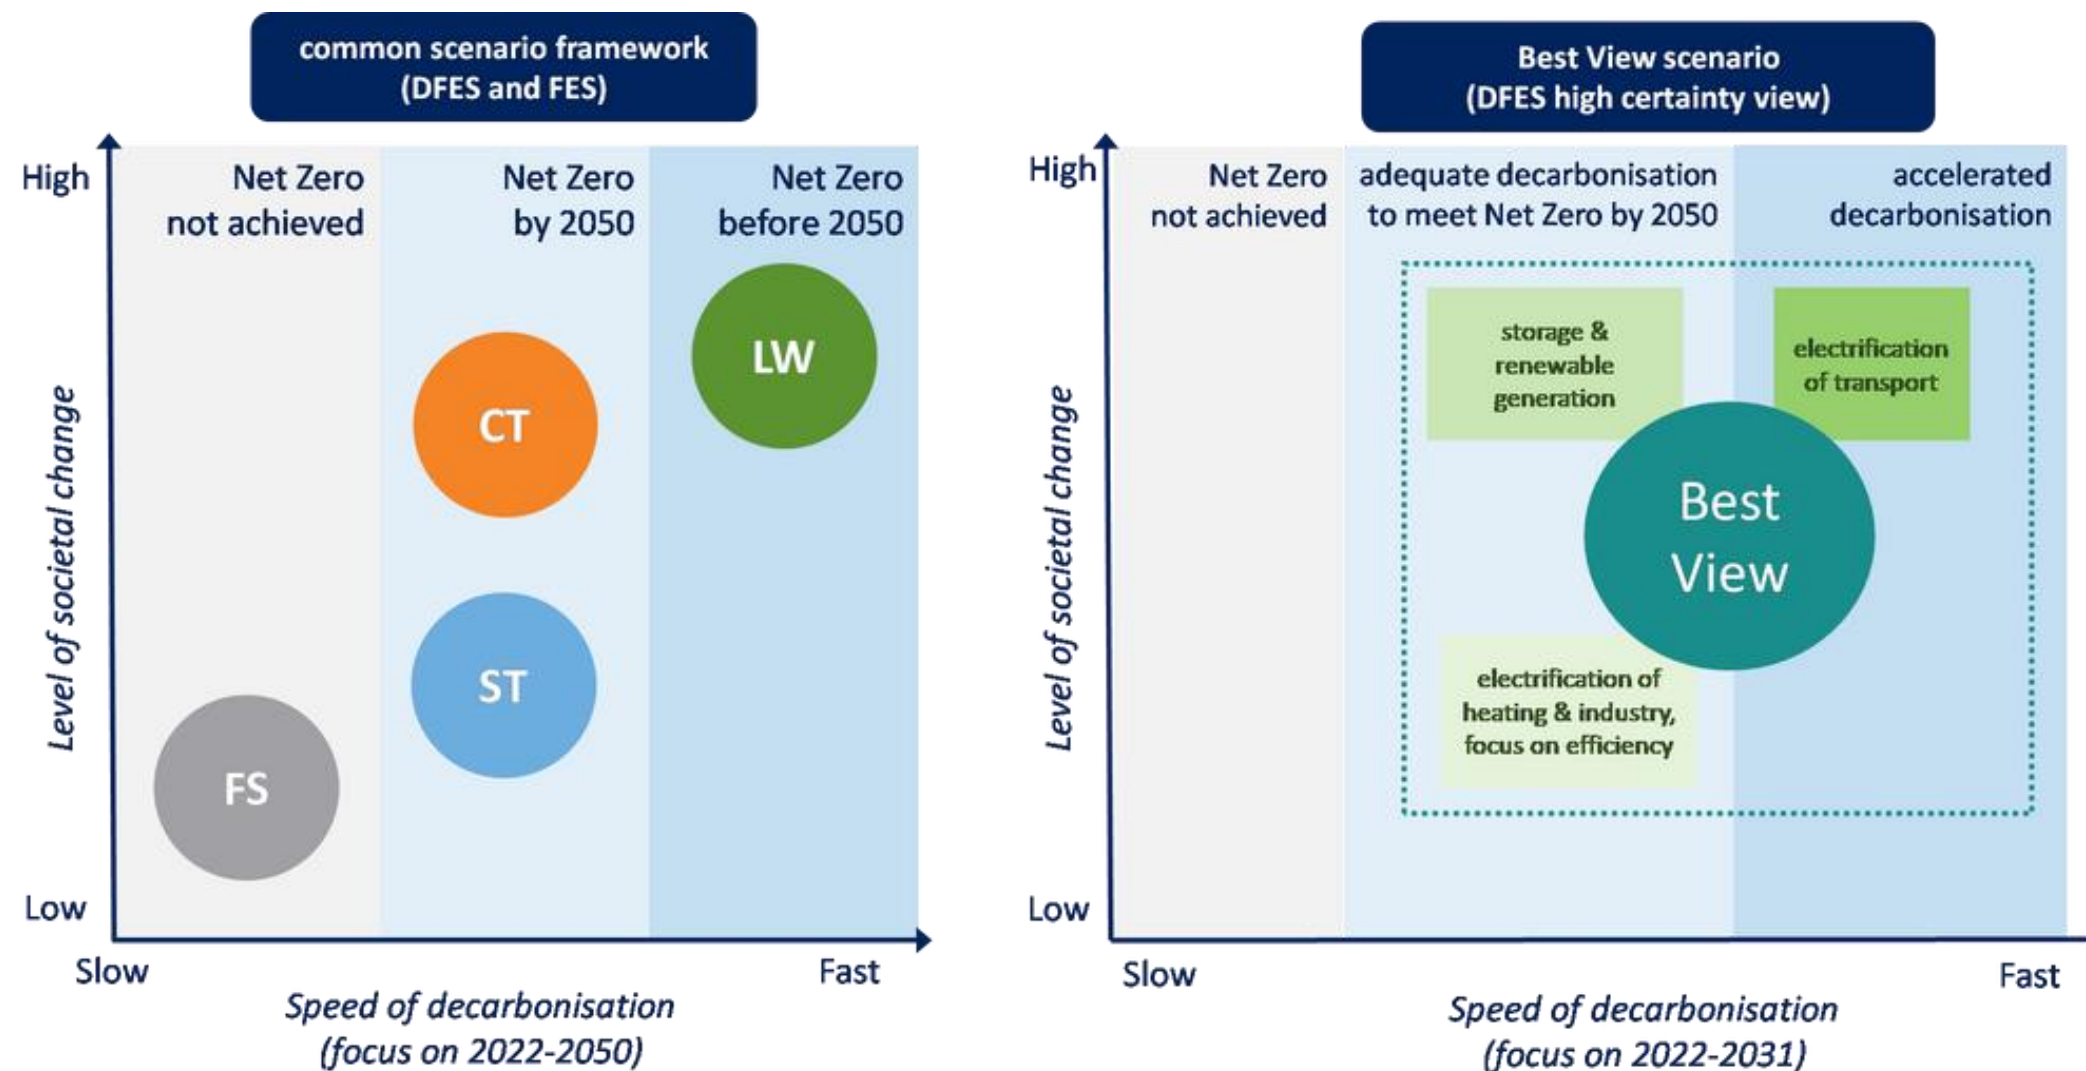 common scenario framework
(DFES and FES)
High
Net Zero
not achieved
Net Zero
by 2050
Net Zero
before 2050
LW
CT
ST
FS
Level of societal change
Low
Slow
Fast
Speed of decarbonisation
(focus on 2022-2050)
Best View scenario
(DFES high certainty view)
High
Net Zero
not achieved
adequate decarbonisation
to meet Net Zero by 2050
accelerated
decarbonisation
storage &
renewable
generation
electrification
of transport
Best
View
electrification of
heating & industry,
focus on efficiency
Level of societal change
Low
Slow
Fast
Speed of decarbonisation
(focus on 2022-2031)